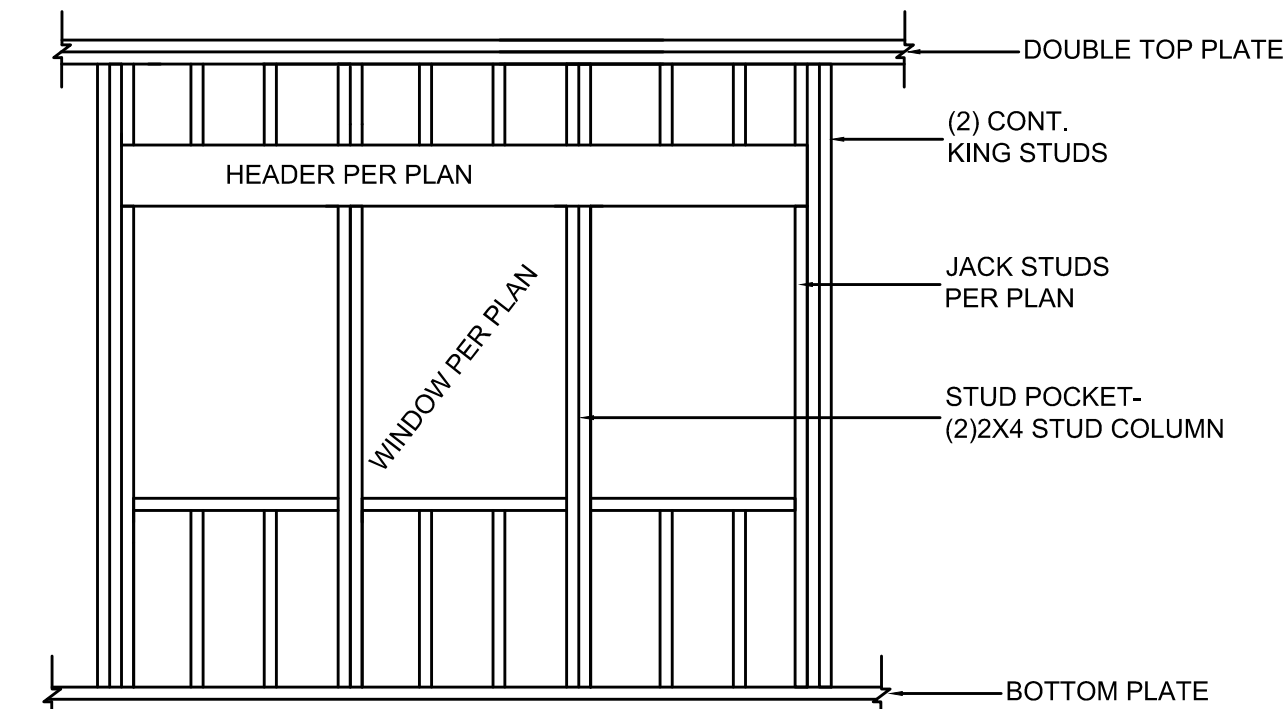 DOUBLE TOP PLATE
(2) CONT.
KING STUDS
HEADER PER PLAN
JACK STUDS
PER PLAN
WINDOW PER PLAN
STUD POCKET-
(2)2X4 STUD COLUMN
BOTTOM PLATE